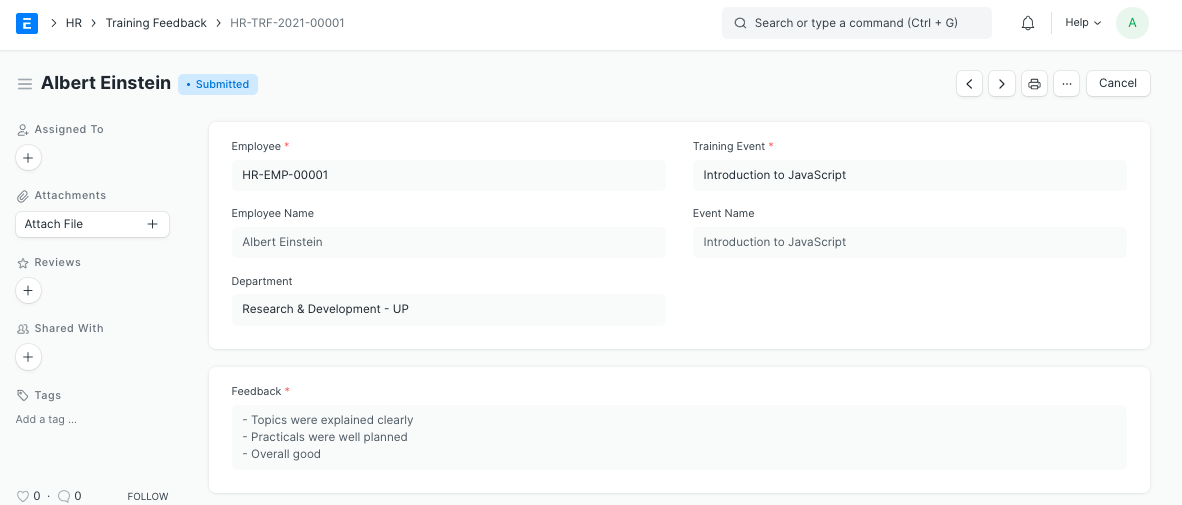 E HR Training Feedback HR-TRF-2021-00001 Search or type a command (Ctrl + G) Help A
Albert Einstein • Submitted ... Cancel
Assigned To
Attachments
Attach File
Reviews
Shared With
Tags
Add a tag ...
0 · 0 FOLLOW
Employee *
HR-EMP-00001
Training Event *
Introduction to JavaScript
Employee Name
Albert Einstein
Event Name
Introduction to JavaScript
Department
Research & Development - UP
Feedback *
- Topics were explained clearly
- Practicals were well planned
- Overall good